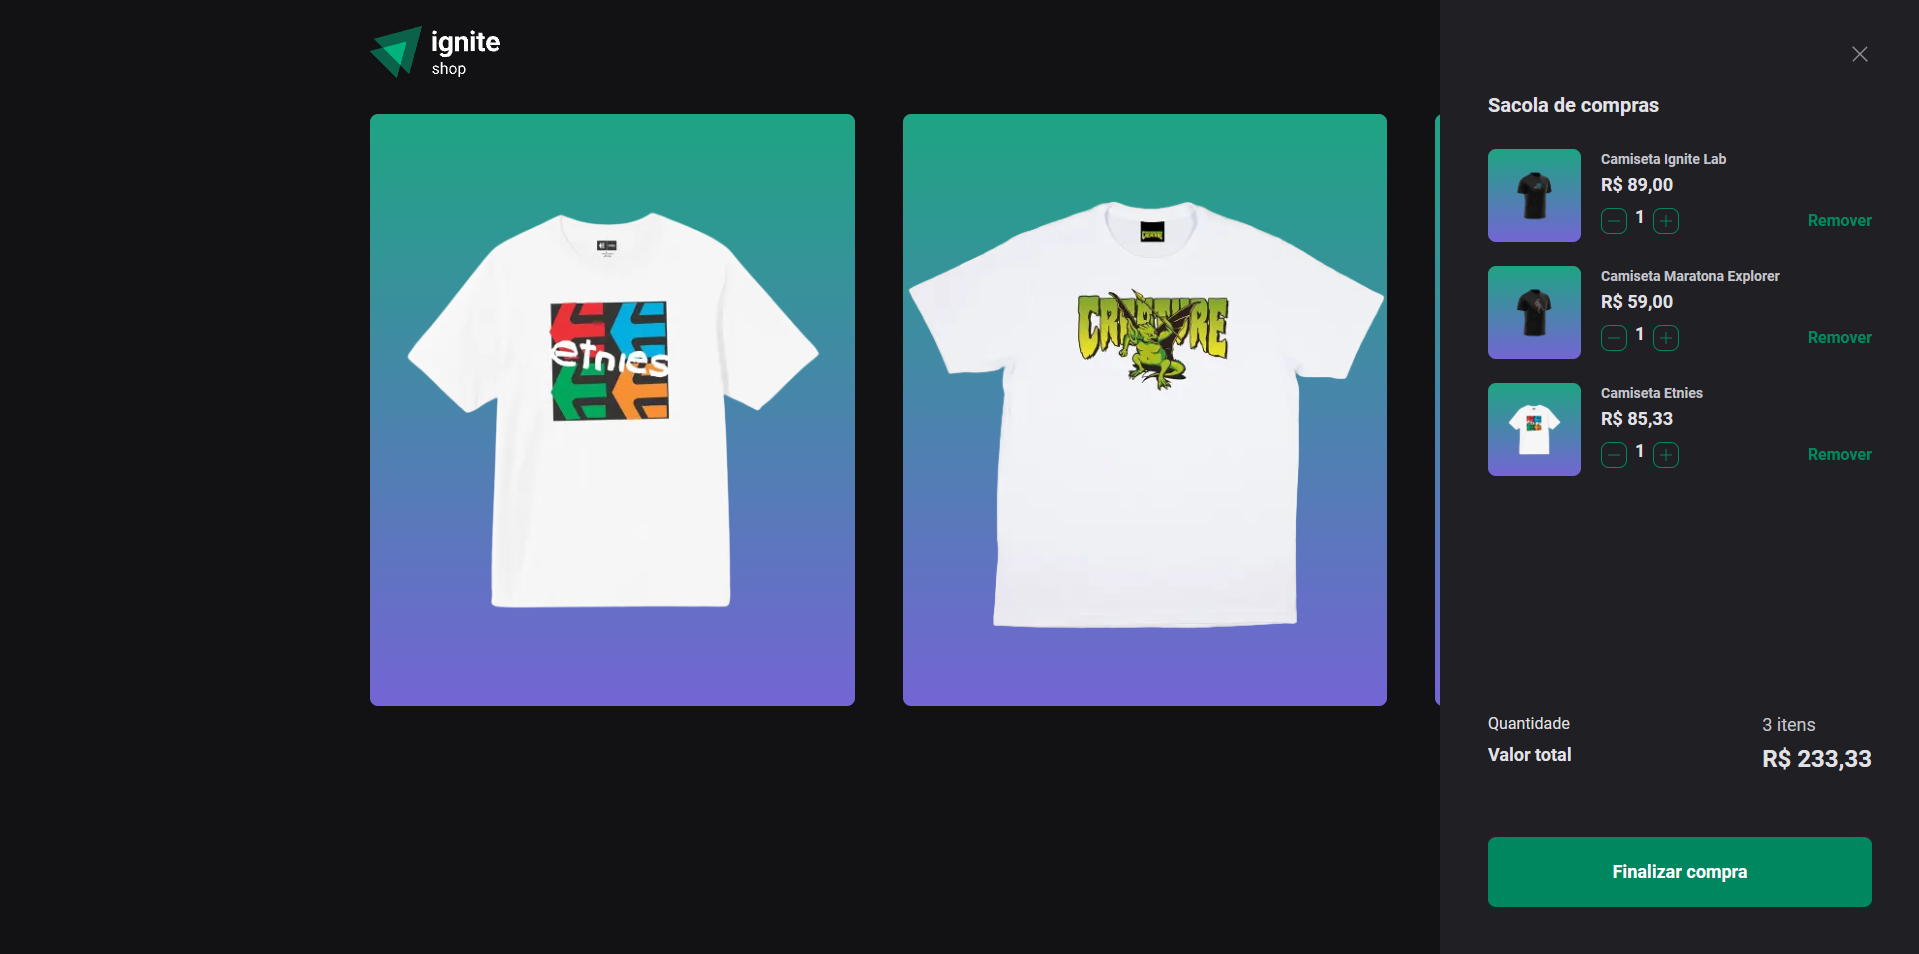 ignite
shop
etnies
CREATURE
Sacola de compras
Camiseta Ignite Lab
R$ 89,00
1
Remover
Camiseta Maratona Explorer
R$ 59,00
1
Remover
Camiseta Etnies
R$ 85,33
1
Remover
Quantidade
3 itens
Valor total
R$ 233,33
Finalizar compra